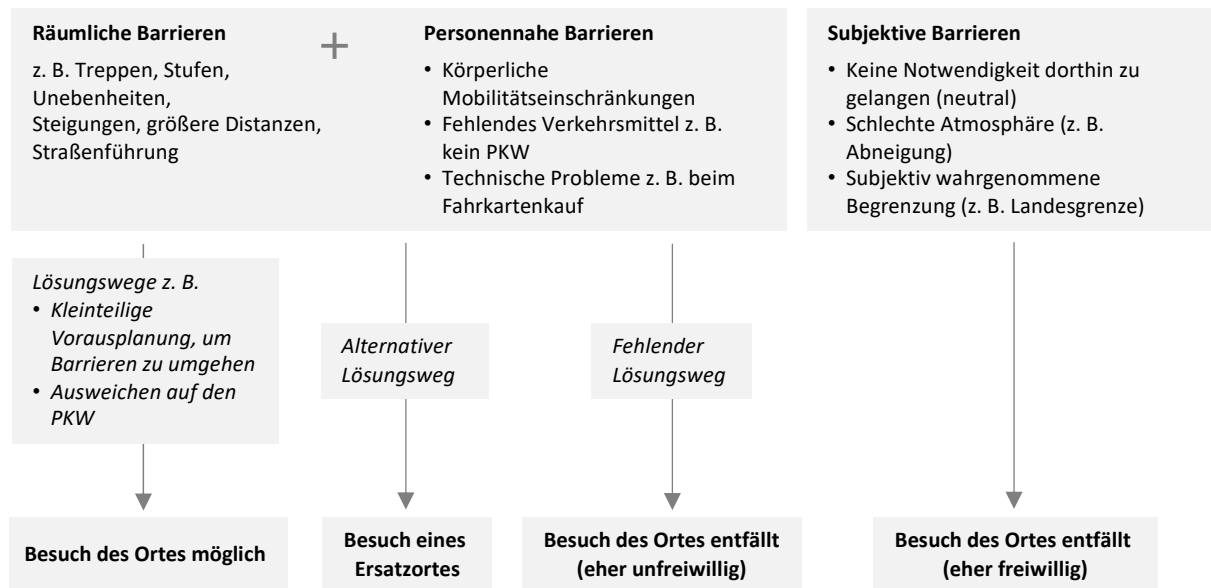 Räumliche Barrieren
z. B. Treppen, Stufen,
Unebenheiten,
Steigungen, größere Distanzen,
Straßenführung
+
Personennahe Barrieren
• Körperliche
Mobilitätseinschränkungen
• Fehlendes Verkehrsmittel z. B.
kein PKW
• Technische Probleme z. B. beim
Fahrkartenkauf
Subjektive Barrieren
• Keine Notwendigkeit dorthin zu
gelangen (neutral)
• Schlechte Atmosphäre (z. B.
Abneigung)
• Subjektiv wahrgenommene
Begrenzung (z. B. Landesgrenze)
Lösungswege z. B.
• Kleinteilige
Vorausplanung, um
Barrieren zu umgehen
• Ausweichen auf den
PKW
Alternativer
Lösungsweg
Fehlender
Lösungsweg
Besuch des Ortes möglich
Besuch eines
Ersatzortes
Besuch des Ortes entfällt
(eher unfreiwillig)
Besuch des Ortes entfällt
(eher freiwillig)